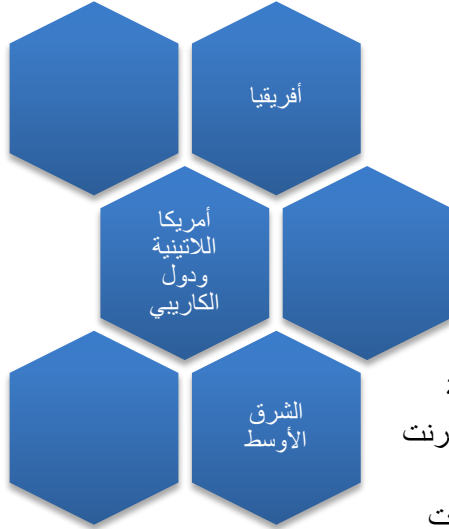 أفريقيا
أمريكا
اللاتينية
ودول
الكاريبي
الشرق
الأوسط